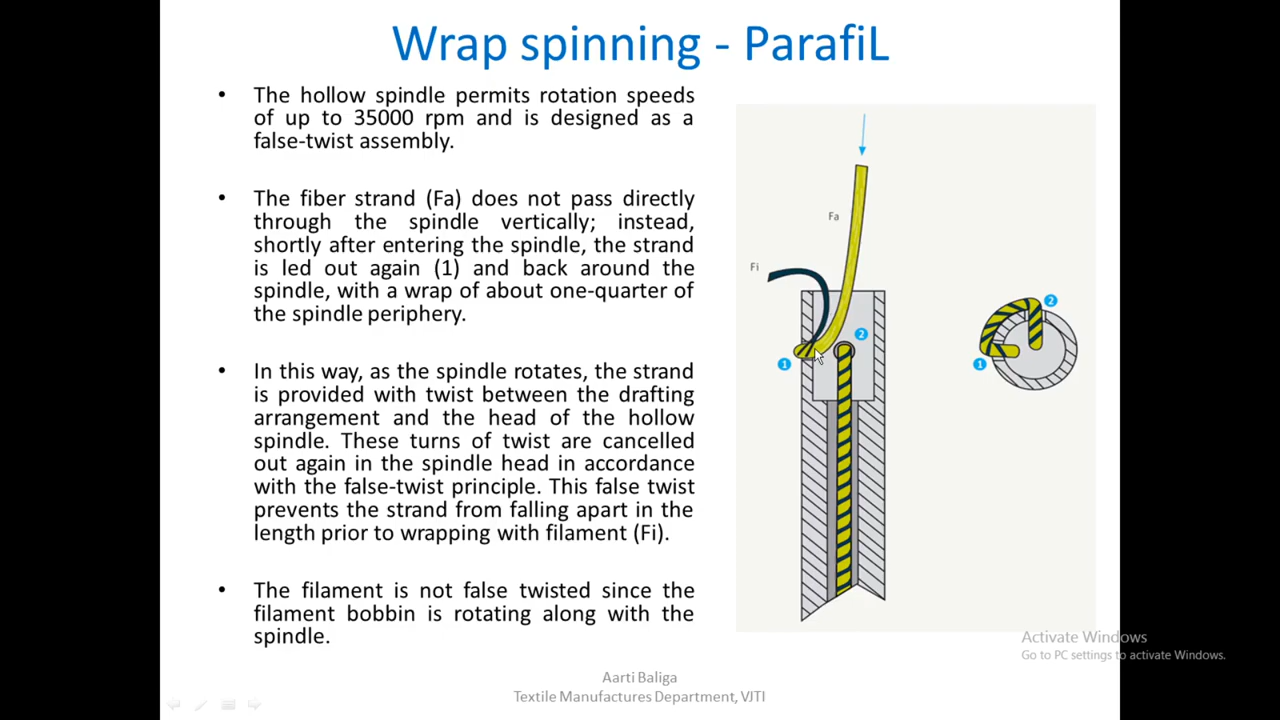 Wrap spinning - ParafiL
• The hollow spindle permits rotation speeds
of up to 35000 rpm and is designed as a
false-twist assembly.
• The fiber strand (Fa) does not pass directly
through the spindle vertically; instead,
shortly after entering the spindle, the strand
is led out again (1) and back around the
spindle, with a wrap of about one-quarter of
the spindle periphery.
• In this way, as the spindle rotates, the strand
is provided with twist between the drafting
arrangement and the head of the hollow
spindle. These turns of twist are cancelled
out again in the spindle head in accordance
with the false-twist principle. This false twist
prevents the strand from falling apart in the
length prior to wrapping with filament (Fi).
• The filament is not false twisted since the
filament bobbin is rotating along with the
spindle.
Fa
Fi
2
1
2
1
Activate Windows
Go to PC settings to activate Windows.
Aarti Baliga
Textile Manufactures Department, VJTI